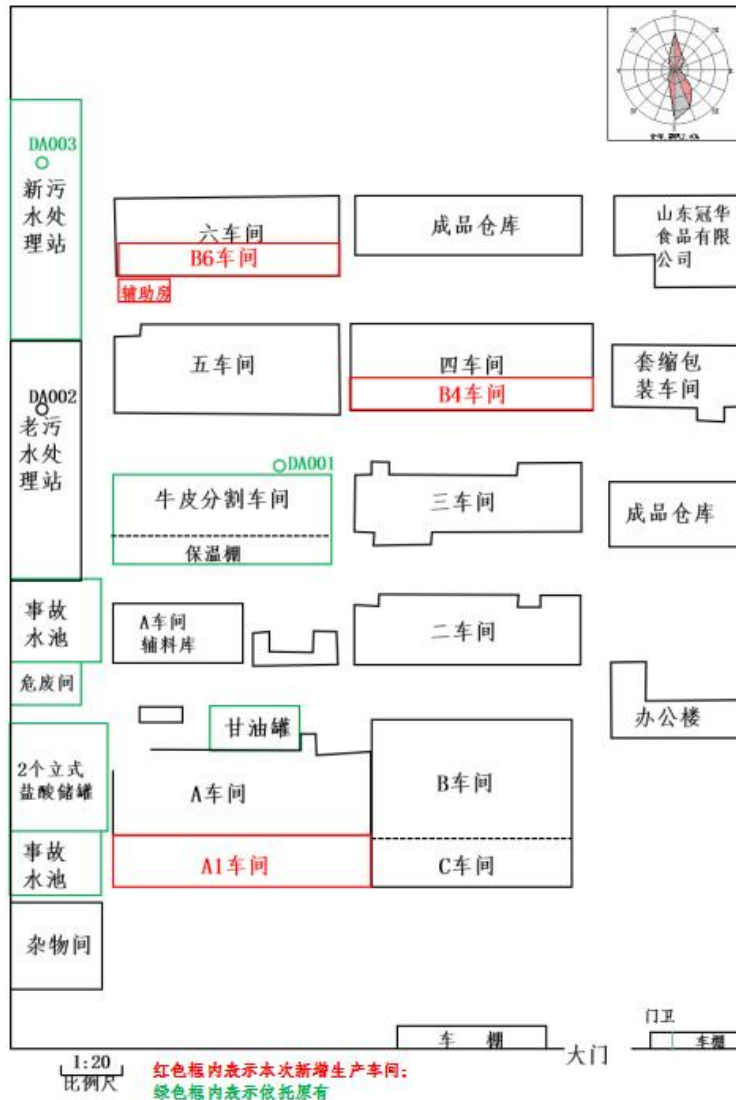 DA003
新污
水处
理站
六车间
B6车间
辅助房
成品仓库
山东冠华
食品有限
公司
五车间
四车间
B4车间
套缩包
装车间
DA002
老污
水处
理站
DA001
牛皮分割车间
保温棚
三车间
成品仓库
事故
水池
A车间
辅料库
二车间
危废间
办公楼
甘油罐
2个立式
盐酸储罐
A车间
B车间
事故
水池
A1车间
C车间
杂物间
门卫
车 棚
大门
车棚
1:20
比例尺
红色框内表示本次新增生产车间;
绿色框内表示依托原有